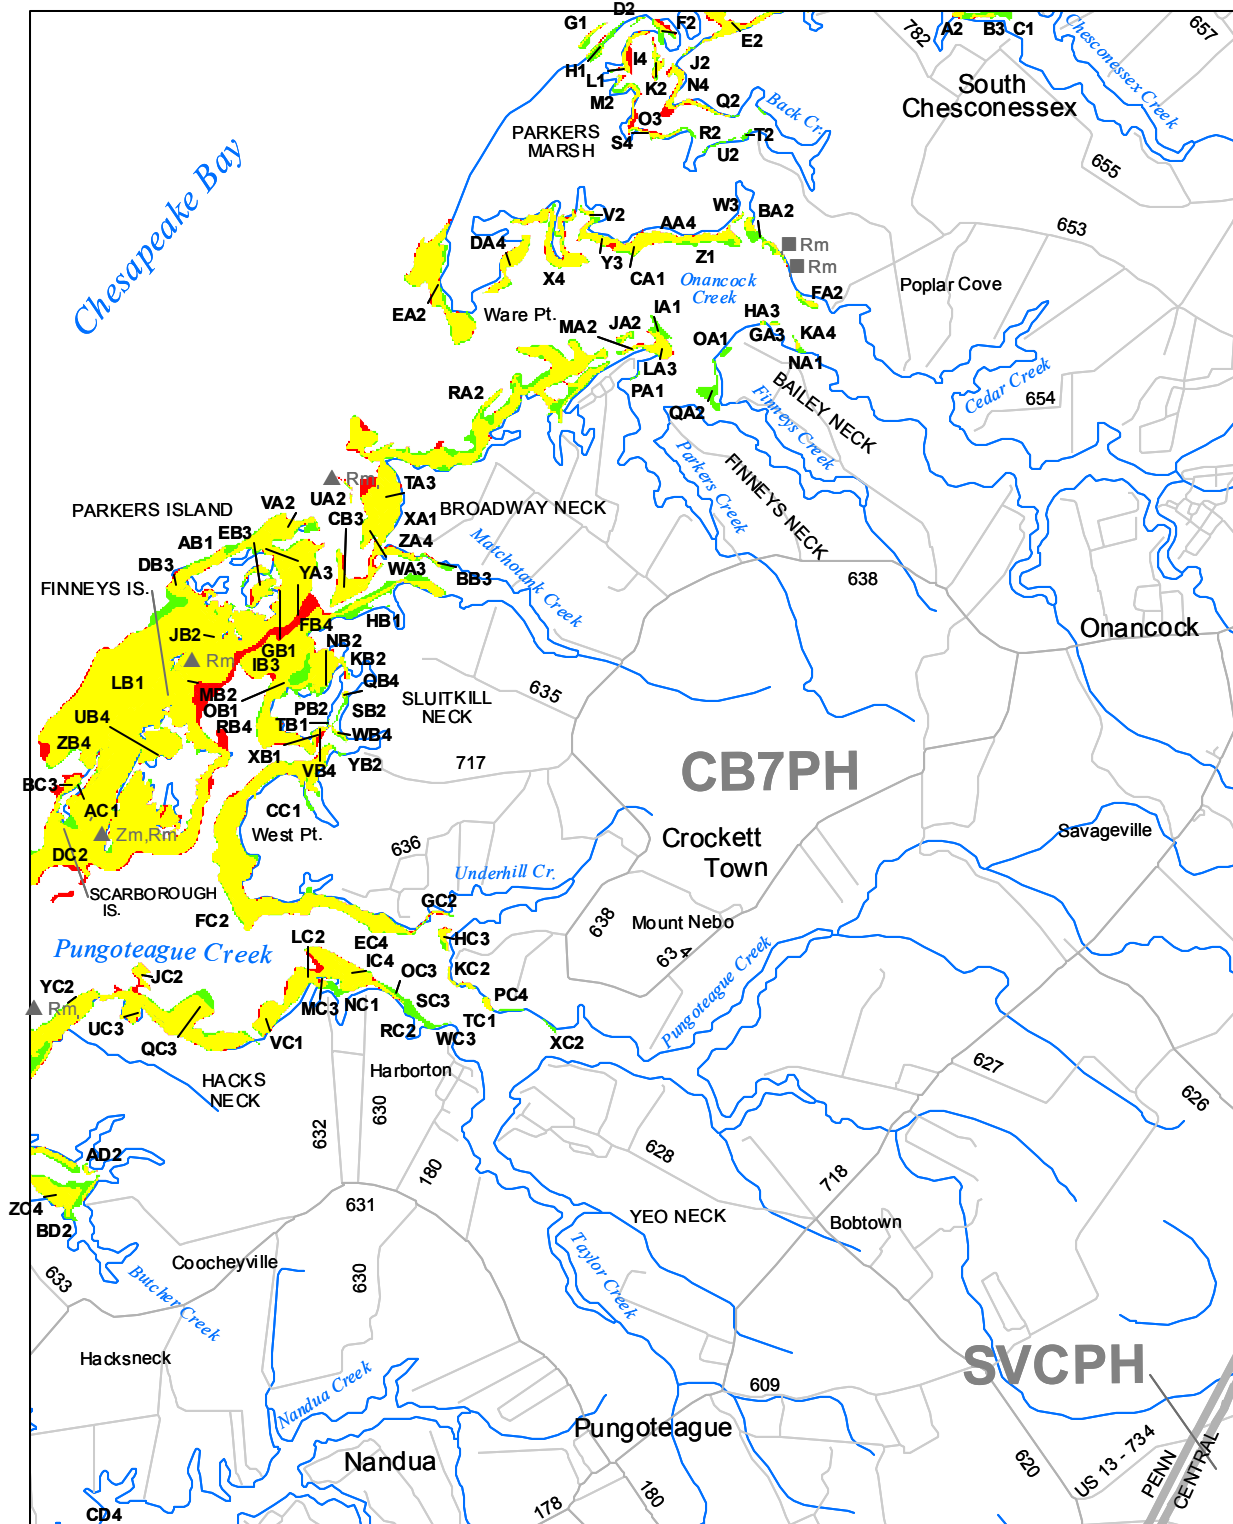 D2
G1
F2
E2
A2
B3
C1
782
657
Chesconessex Creek
H1
I4
L1
J2
K2
N4
M2
Q2
Back Cr.
South
Chesconessex
O3
PARKERS
MARSH
S4
R2
T2
U2
655
Chesapeake Bay
W3
V2
BA2
AA4
653
DA4
Y3
Z1
Rm
X4
CA1
Rm
Onancock
Creek
Poplar Cove
FA2
EA2
Ware Pt.
IA1
HA3
MA2
JA2
OA1
GA3
KA4
NA1
LA3
RA2
PA1
QA2
BAILEY NECK
Finneys Creek
Cedar Creek
654
Parkers Creek
FINNEYS NECK
Rm
TA3
UA2
VA2
PARKERS ISLAND
CB3
XA1
BROADWAY NECK
EB3
AB1
ZA4
Matchotank Creek
DB3
YA3
WA3
BB3
638
FINNEYS IS.
HB1
FB4
JB2
NB2
Onancock
GB1
Rm
IB3
KB2
LB1
MB2
QB4
635
OB1
PB2
SB2
SLUITKILL
NECK
UB4
RB4
TB1
WB4
ZB4
XB1
VB4
YB2
717
CB7PH
BC3
AC1
CC1
Zm,Rm
West Pt.
636
Crockett
Town
Savageville
DC2
Underhill Cr.
SCARBOROUGH
IS.
GC2
FC2
638
Mount Nebo
LC2
EC4
HC3
634
Pungoteague Creek
IC4
OC3
KC2
Pungoteague Creek
JC2
YC2
Rm
MC3
NC1
SC3
PC4
UC3
RC2
TC1
QC3
VC1
WC3
XC2
Harborton
627
HACKS
NECK
626
632
630
628
AD2
180
718
ZC4
631
YEO NECK
Bobtown
BD2
Coocheyville
Taylor Creek
633
630
Butcher Creek
Hacksneck
SVCPH
Nandua Creek
609
Pungoteague
Nandua
620
US 13 - 734
PENN
CENTRAL
178
180
CD4